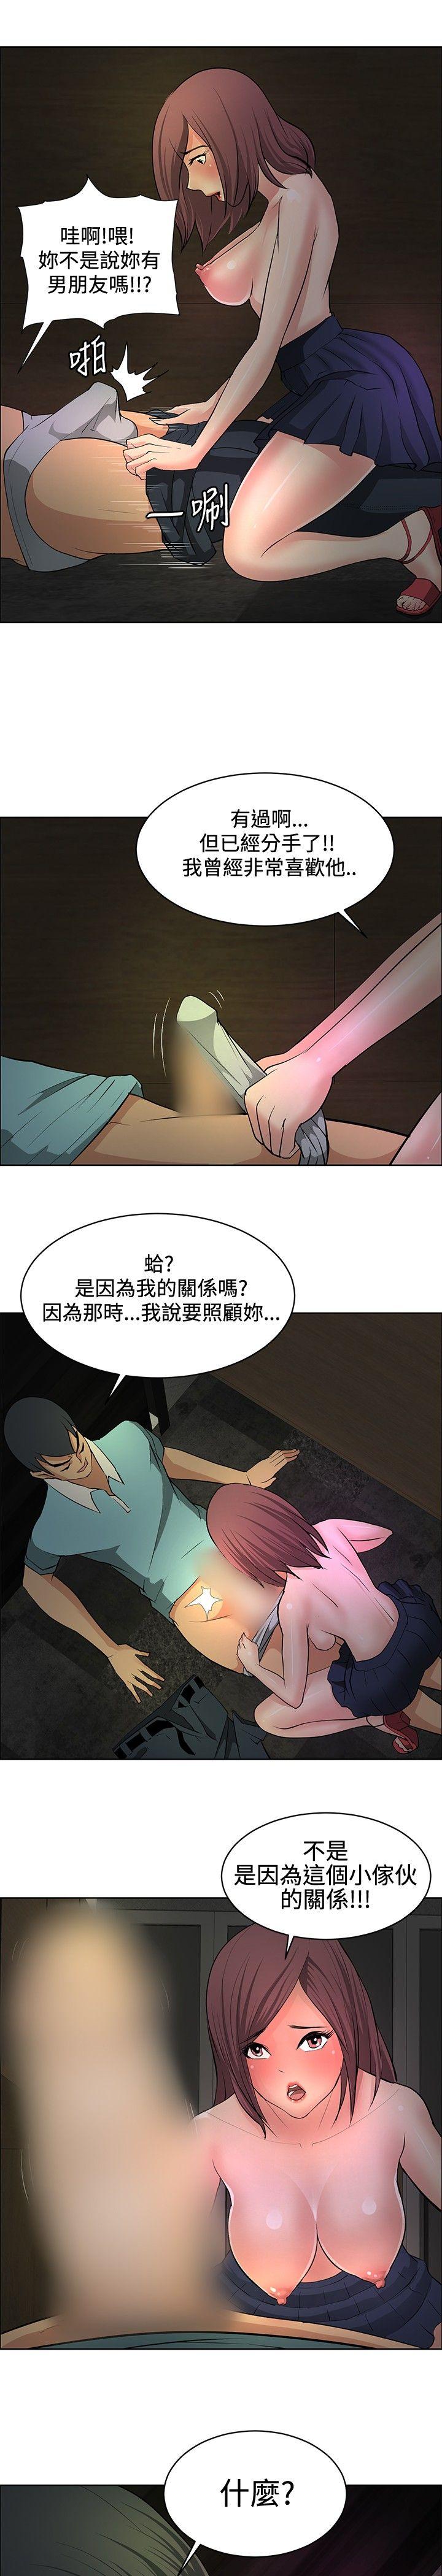 哇啊!喂!
妳不是說妳有
男朋友嗎!!?
啪
一唰
有過啊...
但已經分手了!!
我曾經非常喜歡他..
蛤?
是因為我的關係嗎?
因為那時...我說要照顧妳...
不是
是因為這個小傢伙
的關係!!!
什麼?